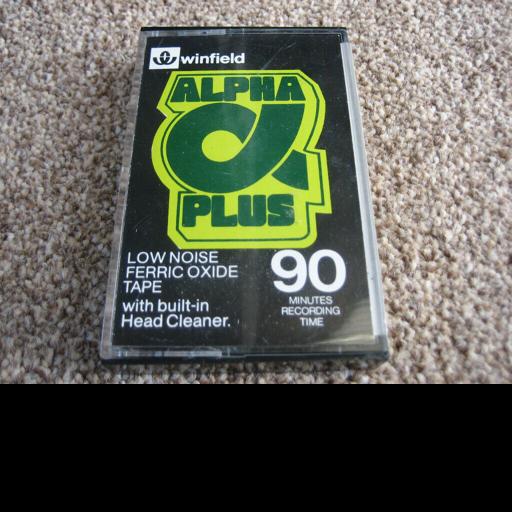 winfield
ALPHA
α
PLUS
LOW NOISE
FERRIC OXIDE
TAPE
with built-in
Head Cleaner.
90
MINUTES
RECORDING
TIME